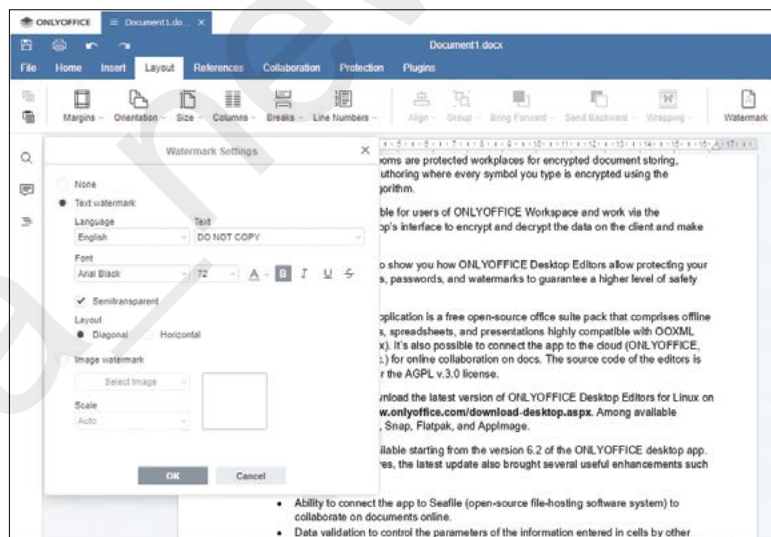 ONLYOFFICE
Document1.do...
Document1.docx
File Home Insert Layout References Collaboration Protection Plugins
Margins Orientation Size Columns Breaks Line Numbers Align Group Bring Forward Send Backward Wrapping Watermark
Watermark Settings
None
Text watermark
Language Text
English DO NOT COPY
Font
Arial Black 72 A B I U S
Semitransparent
Layout
Diagonal Horizontal
Image watermark
Select Image
Scale
Auto
OK Cancel
oms are protected workplaces for encrypted document storing,
uthoring where every symbol you type is encrypted using the
orithm.
ble for users of ONLYOFFICE Workspace and work via the
op's interface to encrypt and decrypt the data on the client and make
o show you how ONLYOFFICE Desktop Editors allow protecting your
s, passwords, and watermarks to guarantee a higher level of safety
plication is a free open-source office suite pack that comprises offline
s, spreadsheets, and presentations highly compatible with OOXML
x). It's also possible to connect the app to the cloud (ONLYOFFICE,
.) for online collaboration on docs. The source code of the editors is
r the AGPL v.3.0 license.
wnload the latest version of ONLYOFFICE Desktop Editors for Linux on
w.onlyoffice.com/download-desktop.aspx. Among available
, Snap, Flatpak, and AppImage.
ilable starting from the version 6.2 of the ONLYOFFICE desktop app.
res, the latest update also brought several useful enhancements such
• Ability to connect the app to Seafile (open-source file-hosting software system) to
collaborate on documents online.
• Data validation to control the parameters of the information entered in cells by other